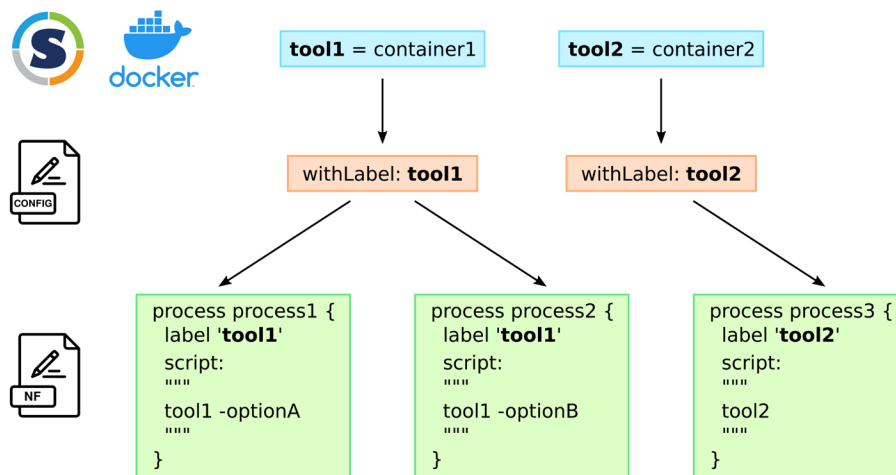 S
docker
tool1 = container1
tool2 = container2
CONFIG
withLabel: tool1
withLabel: tool2
NF
process process1 {
label 'tool1'
script:
"""
tool1 -optionA
"""
}
process process2 {
label 'tool1'
script:
"""
tool1 -optionB
"""
}
process process3 {
label 'tool2'
script:
"""
tool2
"""
}